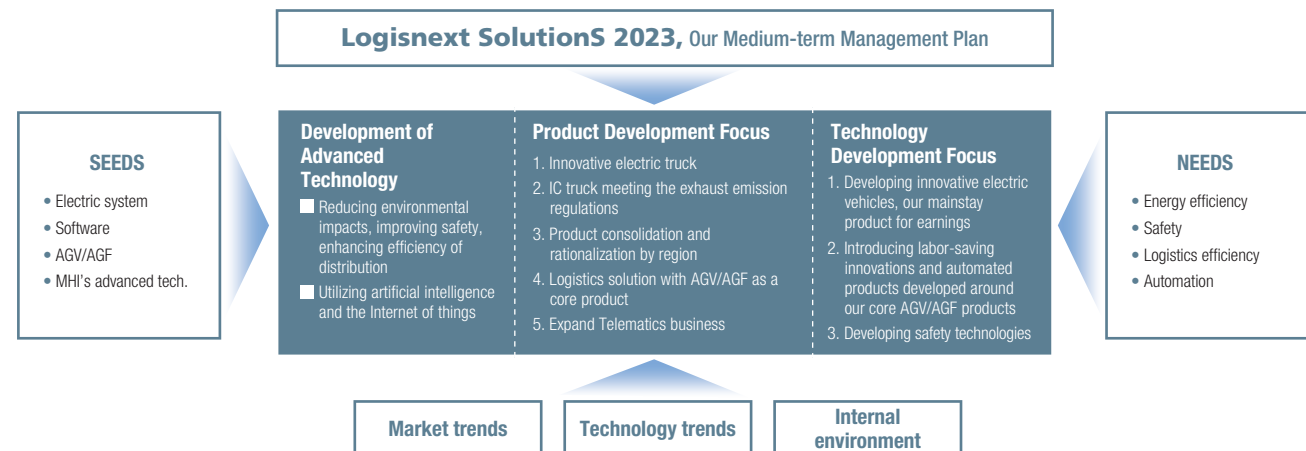 Logisnext SolutionS 2023, Our Medium-term Management Plan
SEEDS
• Electric system
• Software
• AGV/AGF
• MHI's advanced tech.
Development of
Advanced
Technology
Reducing environmental
impacts, improving safety,
enhancing efficiency of
distribution
Utilizing artificial intelligence
and the Internet of things
Product Development Focus
1. Innovative electric truck
2. IC truck meeting the exhaust emission
regulations
3. Product consolidation and
rationalization by region
4. Logistics solution with AGV/AGF as a
core product
5. Expand Telematics business
Technology
Development Focus
1. Developing innovative electric
vehicles, our mainstay
product for earnings
2. Introducing labor-saving
innovations and automated
products developed around
our core AGV/AGF products
3. Developing safety technologies
NEEDS
• Energy efficiency
• Safety
• Logistics efficiency
• Automation
Market trends
Technology trends
Internal
environment